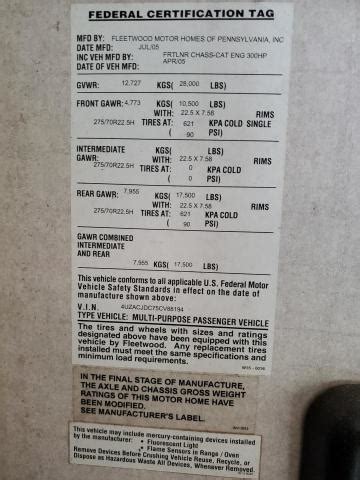 FEDERAL CERTIFICATION TAG
MFD BY: FLEETWOOD MOTOR HOMES OF PENNSYLVANIA, INC
DATE MFD: JUL/05
INC VEH MFD BY: FRTLNR CHASS-CAT ENG 300HP
DATE OF VEH MFD: APR/05
GVWR: 12,727 KGS( 28,000 LBS)
FRONT GAWR: 4,773 KGS( 10,500 LBS)
WITH: 22.5 X 7.58 RIMS
275/70R22.5H TIRES AT: 621 KPA COLD SINGLE
( 90 PSI)
INTERMEDIATE KGS( LBS)
GAWR: WITH: 22.5 X 7.58 RIMS
275/70R22.5H TIRES AT: 0 KPA COLD
( 0 PSI)
REAR GAWR: 7,955 KGS( 17,500 LBS)
WITH: 22.5 X 7.58 RIMS
275/70R22.5H TIRES AT: 621 KPA COLD
( 90 PSI)
GAWR COMBINED
INTERMEDIATE
AND REAR
7,955 KGS( 17,500 LBS)
This vehicle conforms to all applicable U.S. Federal Motor
Vehicle Safety Standards in effect on the date of
manufacture shown above:
V.I.N. 4UZACJDC75CV88194
TYPE VEHICLE: MULTI-PURPOSE PASSENGER VEHICLE
The tires and wheels with sizes and ratings
designated above have been equipped with this
vehicle by Fleetwood. Any replacement tires
installed must meet the same specifications and
minimum load requirements.
IN THE FINAL STAGE OF MANUFACTURE,
THE AXLE AND CHASSIS GROSS WEIGHT
RATINGS OF THIS MOTOR HOME HAVE
BEEN MODIFIED.
SEE MANUFACTURER'S LABEL.
This vehicle may include mercury-containing devices installed
by the manufacturer: • Fluorescent Light
• Flame Sensors in Range / Oven
Remove Devices Before Crushing Vehicle Reuse, Recycle, or
Dispose as Hazardous Waste All Devices, Whenever Removed.